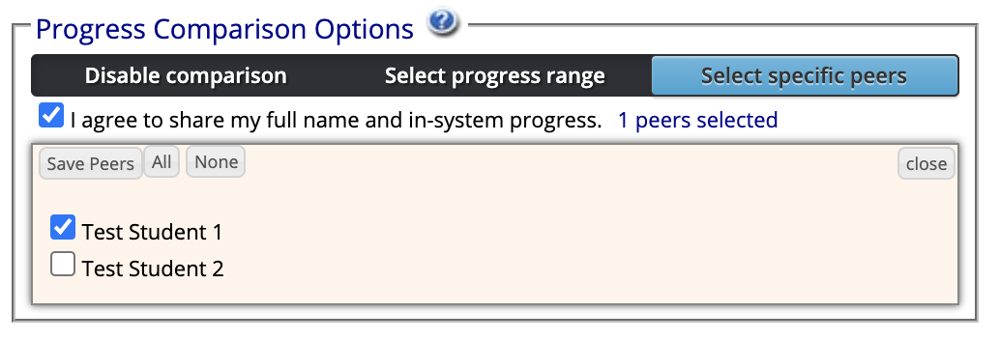 Progress Comparison Options ?
Disable comparison Select progress range Select specific peers
I agree to share my full name and in-system progress. 1 peers selected
Save Peers All None close
Test Student 1
Test Student 2